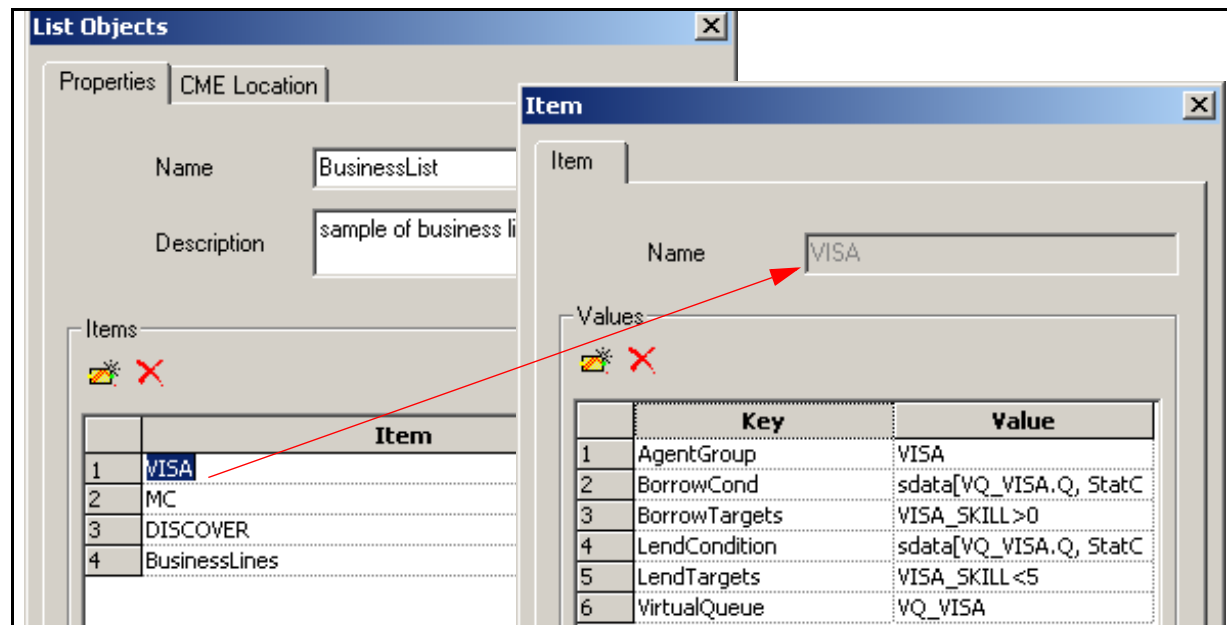 List Objects
Properties CME Location
Name BusinessList
Description sample of business li
Items
Item
1 VISA
2 MC
3 DISCOVER
4 BusinessLines
Item
Item
Name VISA
Values
Key Value
1 AgentGroup VISA
2 BorrowCond sdata[VQ_VISA.Q, StatC
3 BorrowTargets VISA_SKILL>0
4 LendCondition sdata[VQ_VISA.Q, StatC
5 LendTargets VISA_SKILL<5
6 VirtualQueue VQ_VISA